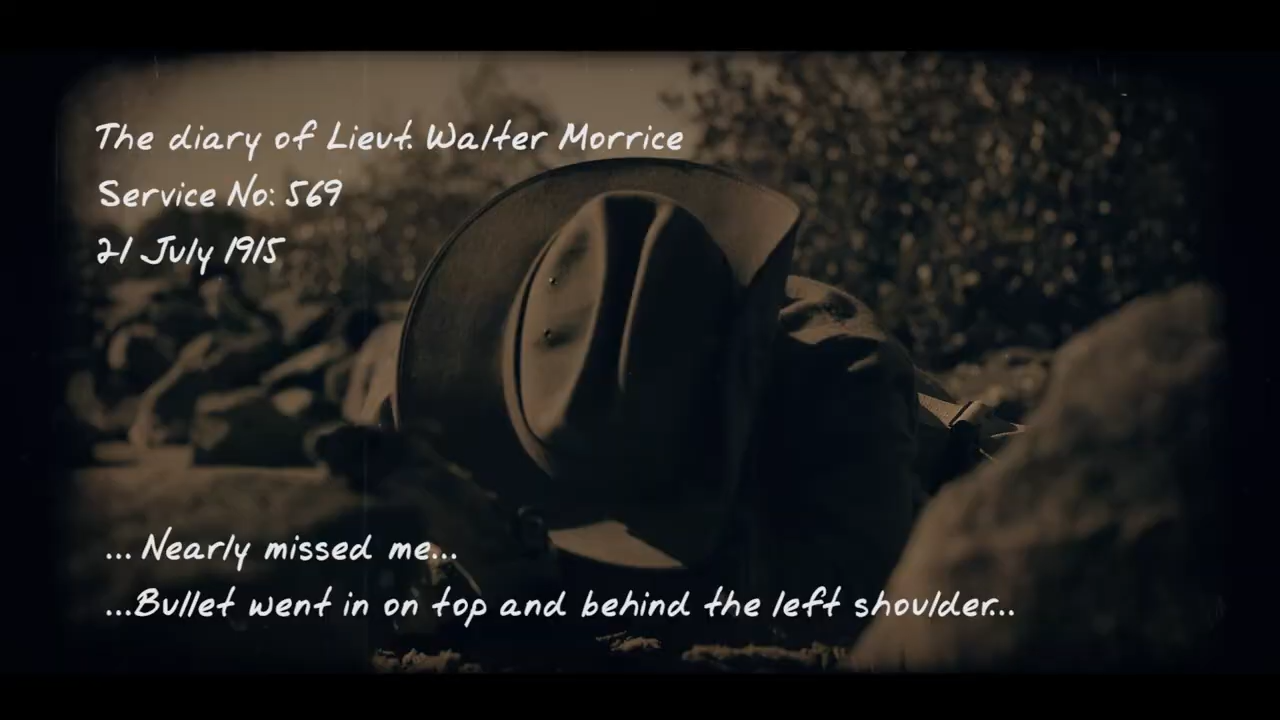 The diary of Lieut. Walter Morrice
Service No: 569
21 July 1915
... Nearly missed me...
...Bullet went in on top and behind the left shoulder...